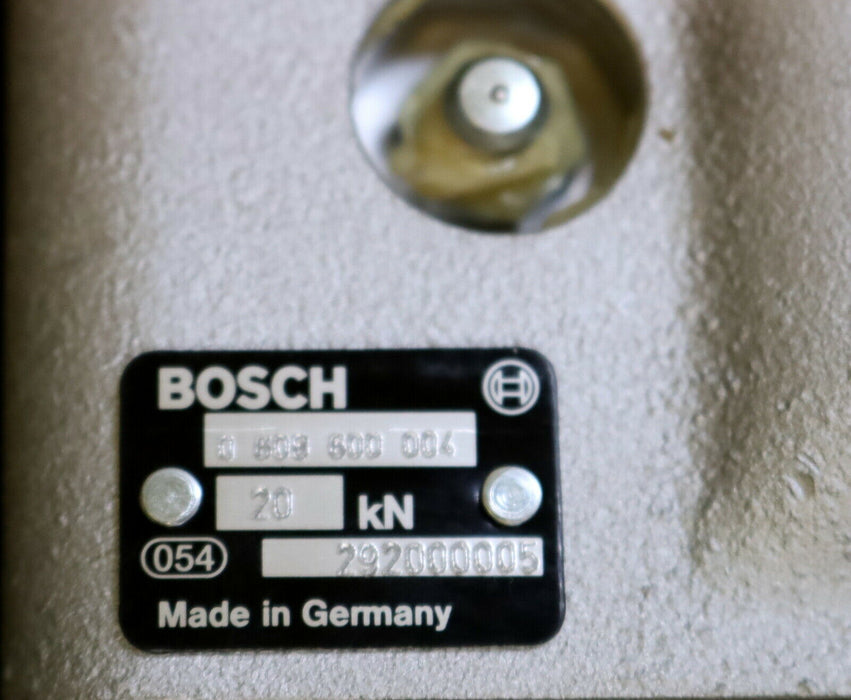 BOSCH
0 609 600 004
20 kN
054 292000005
Made in Germany